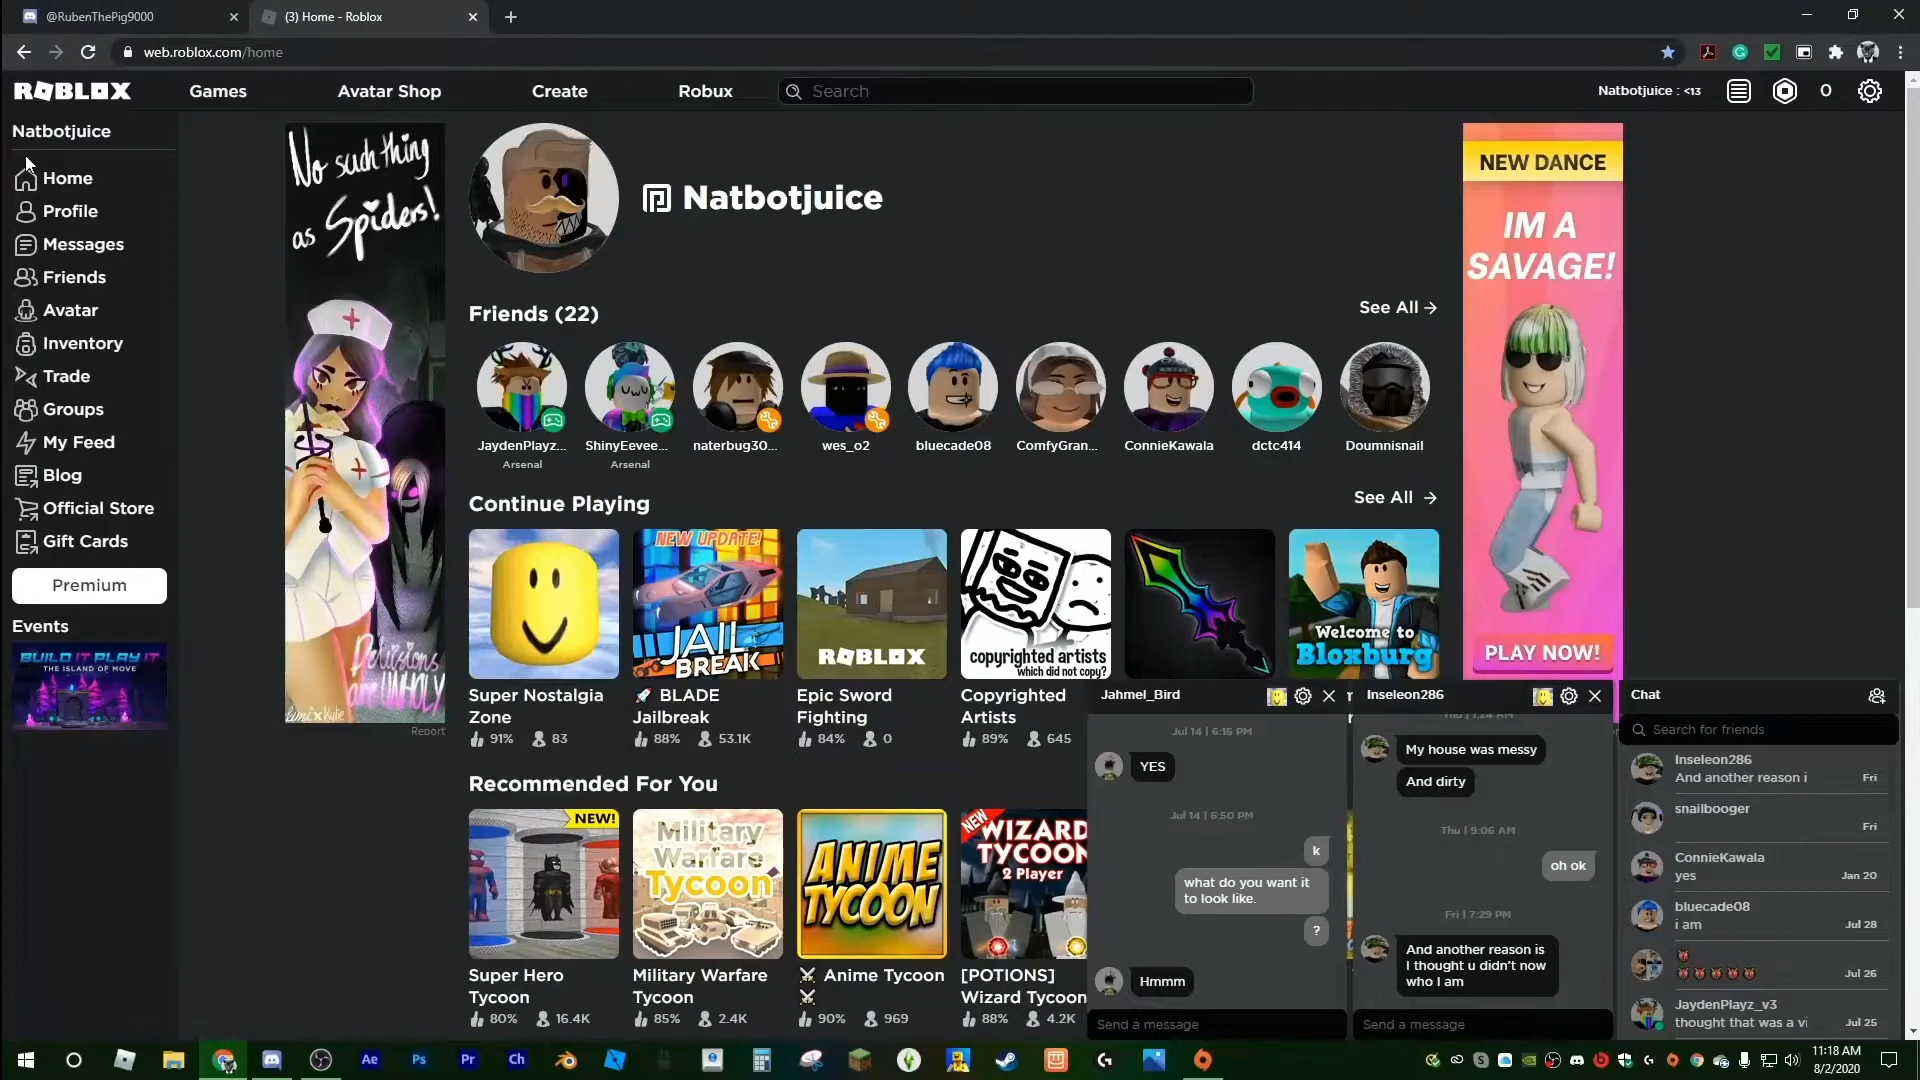 @RubenThePig9000
(3) Home - Roblox
web.roblox.com/home
ROBLOX
Games
Avatar Shop
Create
Robux
Search
Natbotjuice : <13
0
Natbotjuice
Home
Profile
Messages
Friends
Avatar
Inventory
Trade
Groups
My Feed
Blog
Official Store
Gift Cards
Premium
Events
BUILD IT PLAY IT
THE ISLAND OF MOVE
No such thing
as Spiders!
Delusions
are UNHOLY
Report
Natbotjuice
Friends (22)
See All →
JaydenPlayz...
Arsenal
ShinyEevee...
Arsenal
naterbug30...
wes_o2
bluecade08
ComfyGran...
ConnieKawala
dctc414
Doumnisnail
Continue Playing
See All →
NEW UPDATE!
JAIL
BREAK
ROBLOX
copyrighted artists
which did not copy?
Welcome to
Bloxburg
Super Nostalgia
Zone
91% 83
🚀 BLADE
Jailbreak
88% 53.1K
Epic Sword
Fighting
84% 0
Copyrighted
Artists
89% 645
Recommended For You
NEW!
Military
Warfare
Tycoon
ANIME
TYCOON
NEW
WIZARD
TYCOON
2 Player
Super Hero
Tycoon
80% 16.4K
Military Warfare
Tycoon
85% 2.4K
⚔ Anime Tycoon
⚔
90% 969
[POTIONS]
Wizard Tycoon
88% 4.2K
NEW DANCE
IM A
SAVAGE!
PLAY NOW!
Jahmel_Bird
Jul 14 | 6:16 PM
YES
Jul 14 | 6:50 PM
k
what do you want it
to look like.
?
Hmmm
Send a message
Inseleon286
Thu | 1:24 AM
My house was messy
And dirty
Thu | 9:06 AM
oh ok
Fri | 7:29 PM
And another reason is
I thought u didn't now
who I am
Send a message
Chat
Search for friends
Inseleon286
And another reason i
Fri
snailbooger
Fri
ConnieKawala
yes
Jan 20
bluecade08
i am
Jul 28
👹
👹👹👹👹👹
Jul 26
JaydenPlayz_v3
thought that was a vi
Jul 25
Ae
Ps
Pr
Ch
11:18 AM
8/2/2020